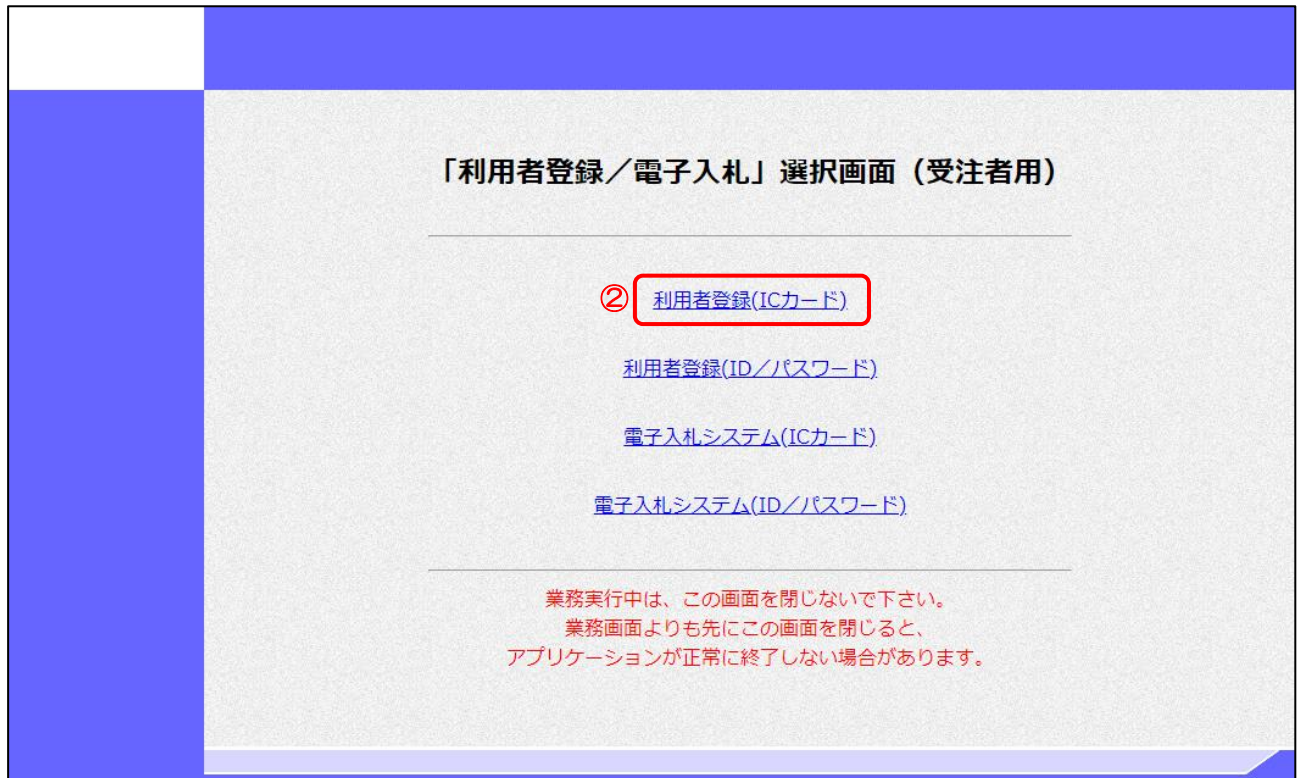 「利用者登録／電子入札」選択画面（受注者用）
② 利用者登録(ICカード)
利用者登録(ID／パスワード)
電子入札システム(ICカード)
電子入札システム(ID／パスワード)
業務実行中は、この画面を閉じないで下さい。
業務画面よりも先にこの画面を閉じると、
アプリケーションが正常に終了しない場合があります。